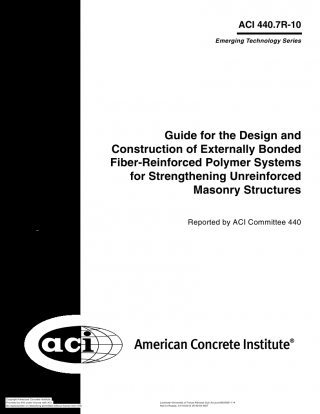 ACI 440.7R-10
Emerging Technology Series
Guide for the Design and
Construction of Externally Bonded
Fiber-Reinforced Polymer Systems
for Strengthening Unreinforced
Masonry Structures
Reported by ACI Committee 440
aci
American Concrete Institute®